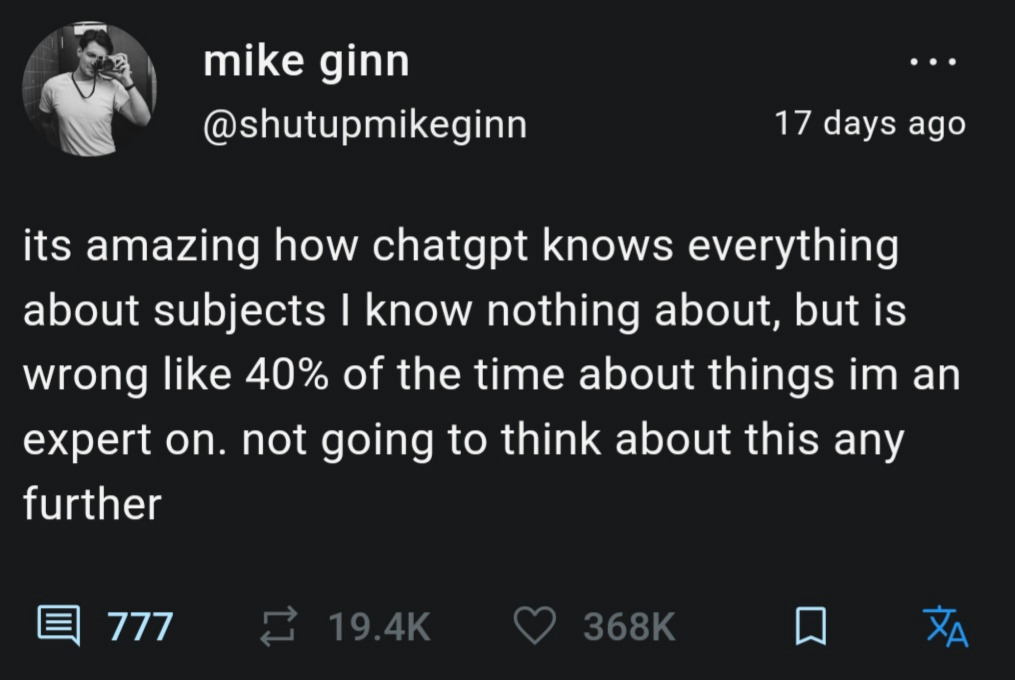 mike ginn
...
@shutupmikeginn
17 days ago
its amazing how chatgpt knows everything
about subjects I know nothing about, but is
wrong like 40% of the time about things im an
expert on. not going to think about this any
further
777 19.4K 368K